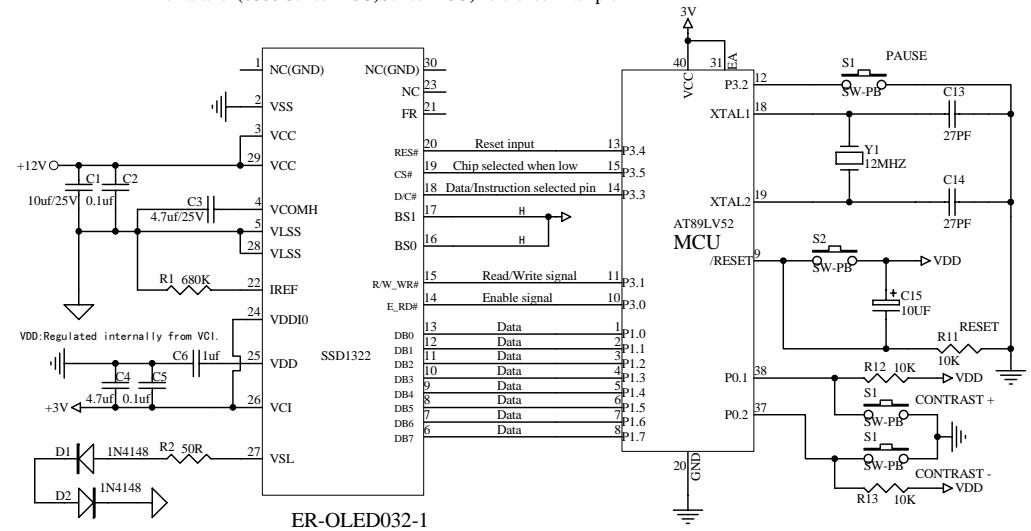 3V
1 NC(GND) NC(GND) 30
NC 23
2 VSS
FR 21
3 VCC
RES# 20 Reset input 13 P3.4
+12V 29 VCC
CS# 19 Chip selected when low 15 P3.5
D/C# 18 Data/Instruction selected pin 14 P3.3
C1 10uf/25V
C2 0.1uf
C3 4.7uf/25V
4 VCOMH
BS1 17 H
5 VLSS
BS0 16 H
28 VLSS
R1 680K 22 IREF
R/W_WR# 15 Read/Write signal 11 P3.1
E_RD# 14 Enable signal 10 P3.0
24 VDDI0
VDD:Regulated internally from VCI.
DB0 13 Data 1 P1.0
DB1 12 Data 2 P1.1
DB2 11 Data 3 P1.2
DB3 10 Data 4 P1.3
DB4 9 Data 5 P1.4
DB5 8 Data 6 P1.5
DB6 7 Data 7 P1.6
DB7 6 Data 8 P1.7
SSD1322
C6 1uf 25 VDD
C4 4.7uf
C5 0.1uf
+3V 26 VCI
D1 1N4148 R2 50R 27 VSL
D2 1N4148
ER-OLED032-1
40 VCC
31 EA
P3.2 12
S1 PAUSE
SW-PB
XTAL1 18
C13
27PF
Y1
12MHZ
XTAL2 19
C14
27PF
AT89LV52
MCU
/RESET 9
S2
SW-PB
VDD
C15
10UF
R11 RESET
10K
P0.1 38
R12 10K VDD
S1 CONTRAST +
SW-PB
P0.2 37
S1
SW-PB
CONTRAST -
R13 10K VDD
20 GND